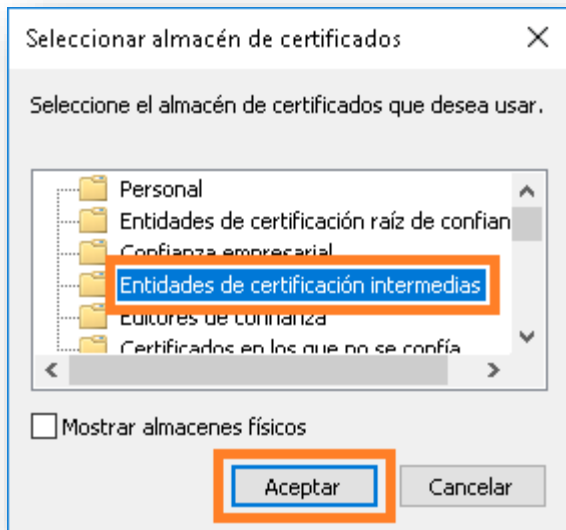 Seleccionar almacén de certificados
Seleccione el almacén de certificados que desea usar.
Personal
Entidades de certificación raíz de confian
Confianza empresarial
Entidades de certificación intermedias
Editores de confianza
Certificados en los que no se confía
Mostrar almacenes físicos
Aceptar
Cancelar